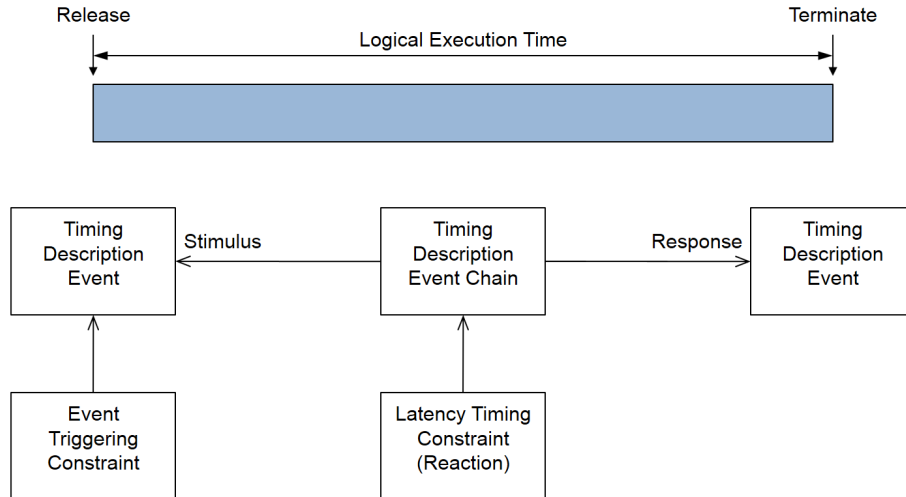 Release
Terminate
Logical Execution Time
Timing
Description
Event
Stimulus
Timing
Description
Event Chain
Response
Timing
Description
Event
Event
Triggering
Constraint
Latency Timing
Constraint
(Reaction)